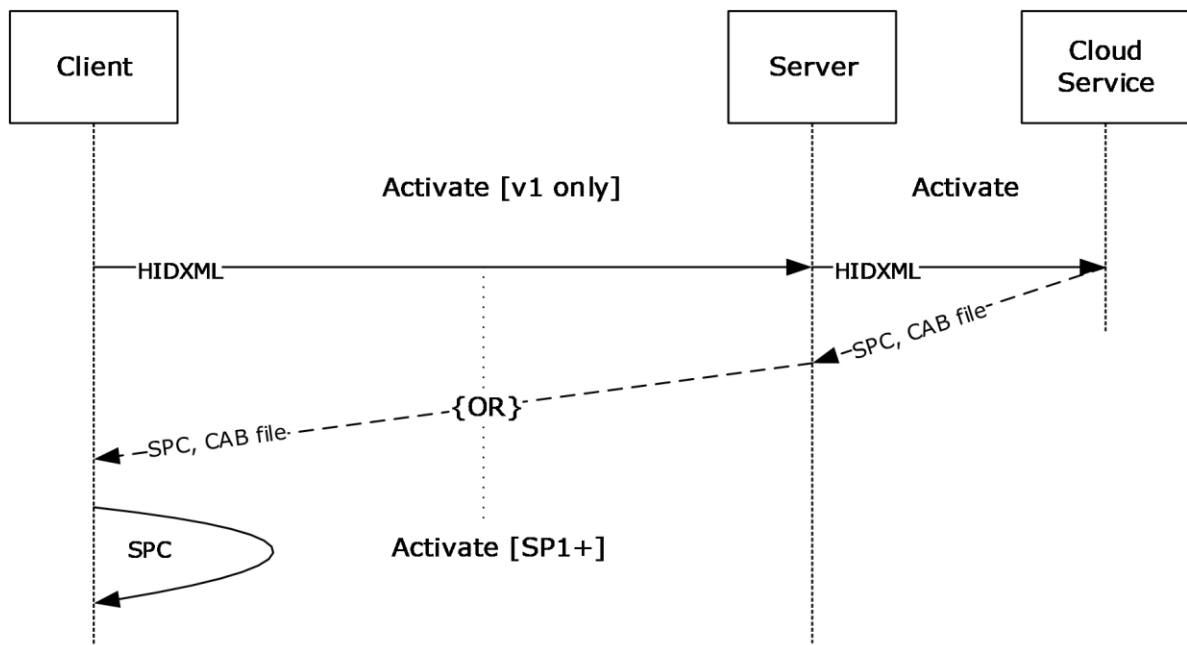 Client
Server
Cloud
Service
Activate [v1 only]
Activate
HIDXML
HIDXML
SPC, CAB file
{OR}
SPC, CAB file
SPC
Activate [SP1+]